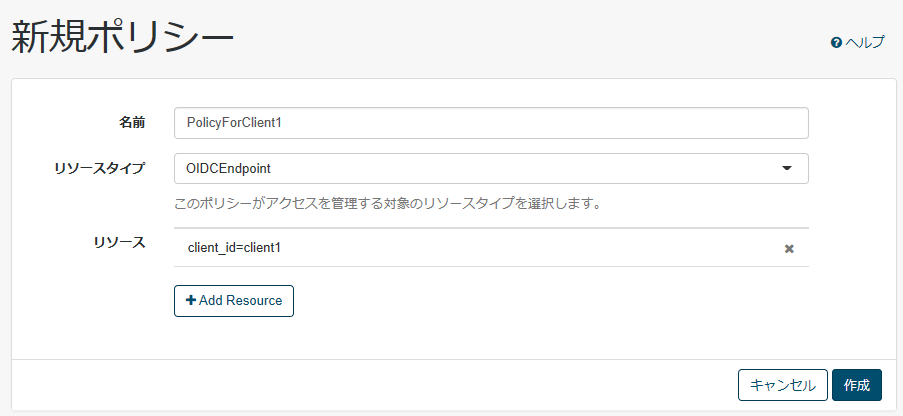 新規ポリシー
ヘルプ
名前
PolicyForClient1
リソースタイプ
OIDCEndpoint
このポリシーがアクセスを管理する対象のリソースタイプを選択します。
リソース
client_id=client1
Add Resource
キャンセル
作成